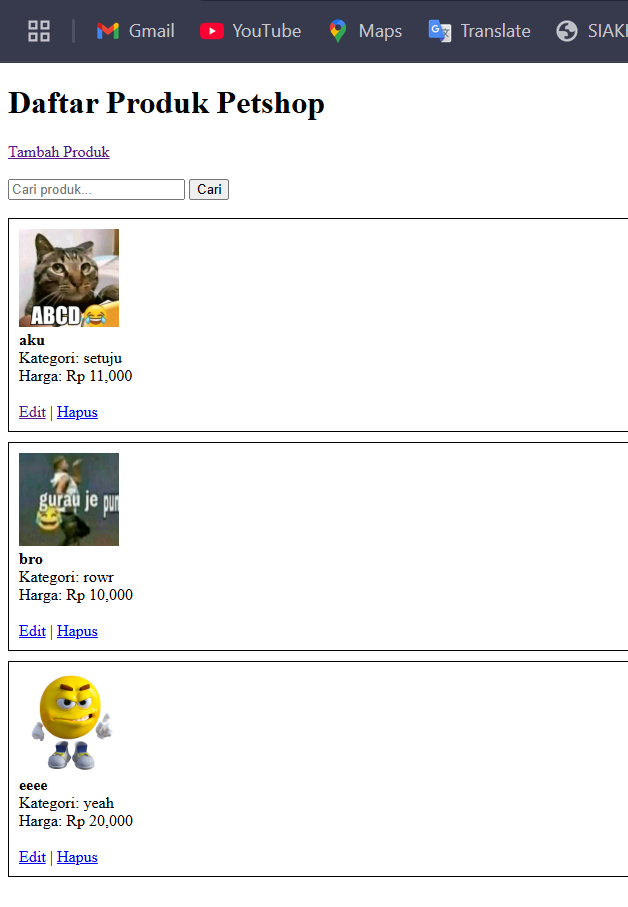 Gmail YouTube Maps Translate SIAK
Daftar Produk Petshop
Tambah Produk
Cari produk... Cari
ABCD
aku
Kategori: setuju
Harga: Rp 11,000
Edit | Hapus
gurau je
bro
Kategori: rowr
Harga: Rp 10,000
Edit | Hapus
eeee
Kategori: yeah
Harga: Rp 20,000
Edit | Hapus